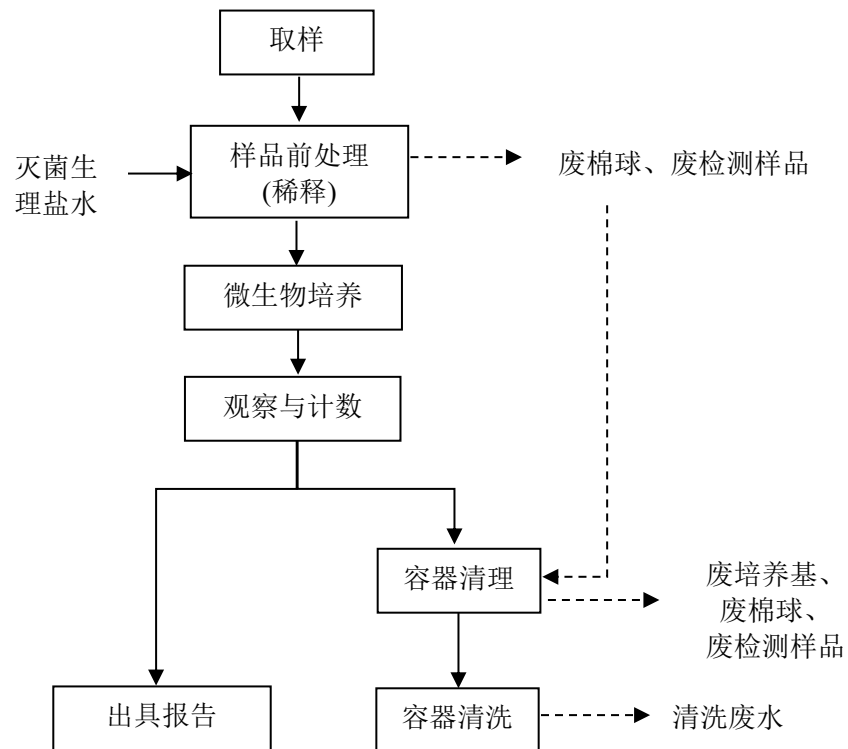 取样
样品前处理
(稀释)
灭菌生
理盐水
废棉球、废检测样品
微生物培养
观察与计数
容器清理
废培养基、
废棉球、
废检测样品
出具报告
容器清洗
清洗废水